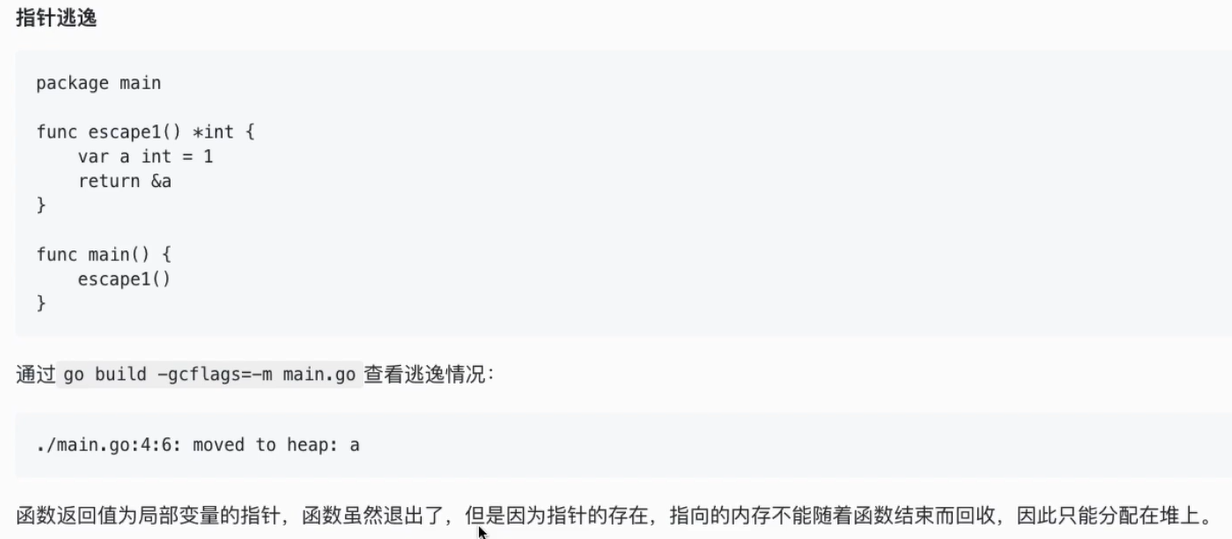 指针逃逸
package main
func escape1() *int {
    var a int = 1
    return &a
}
func main() {
    escape1()
}
通过 go build -gcflags=-m main.go 查看逃逸情况：
./main.go:4:6: moved to heap: a
函数返回值为局部变量的指针，函数虽然退出了，但是因为指针的存在，指向的内存不能随着函数结束而回收，因此只能分配在堆上。